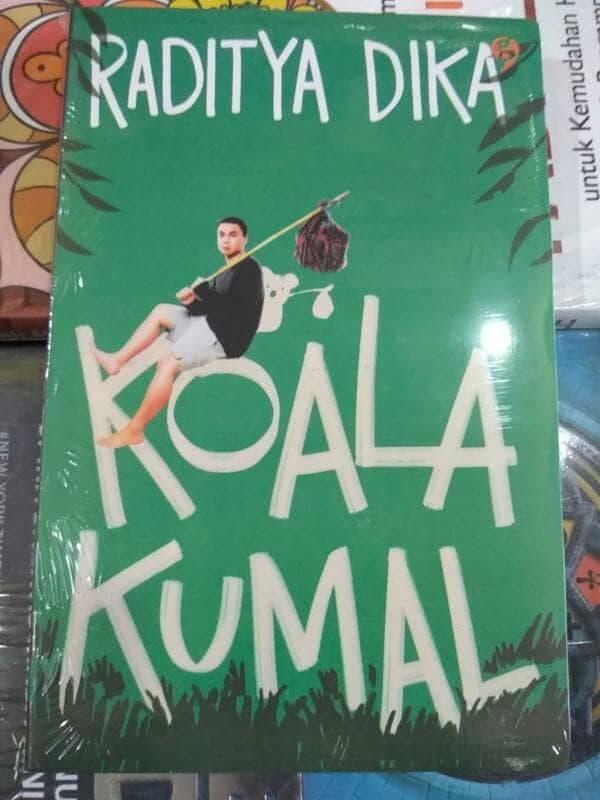 RADITYA DIKA
KOALA
KUMAL
untuk Kemudahan H